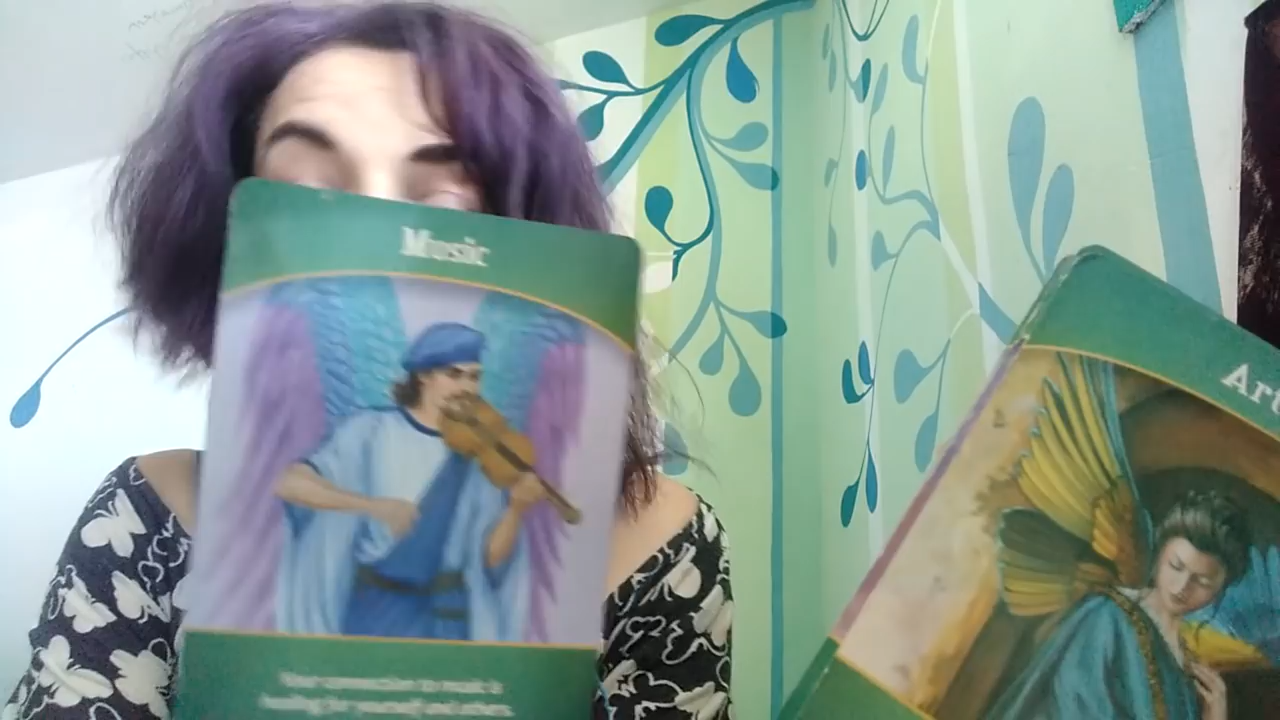 Music
Art
Your connection to music is
healing for yourself and others.